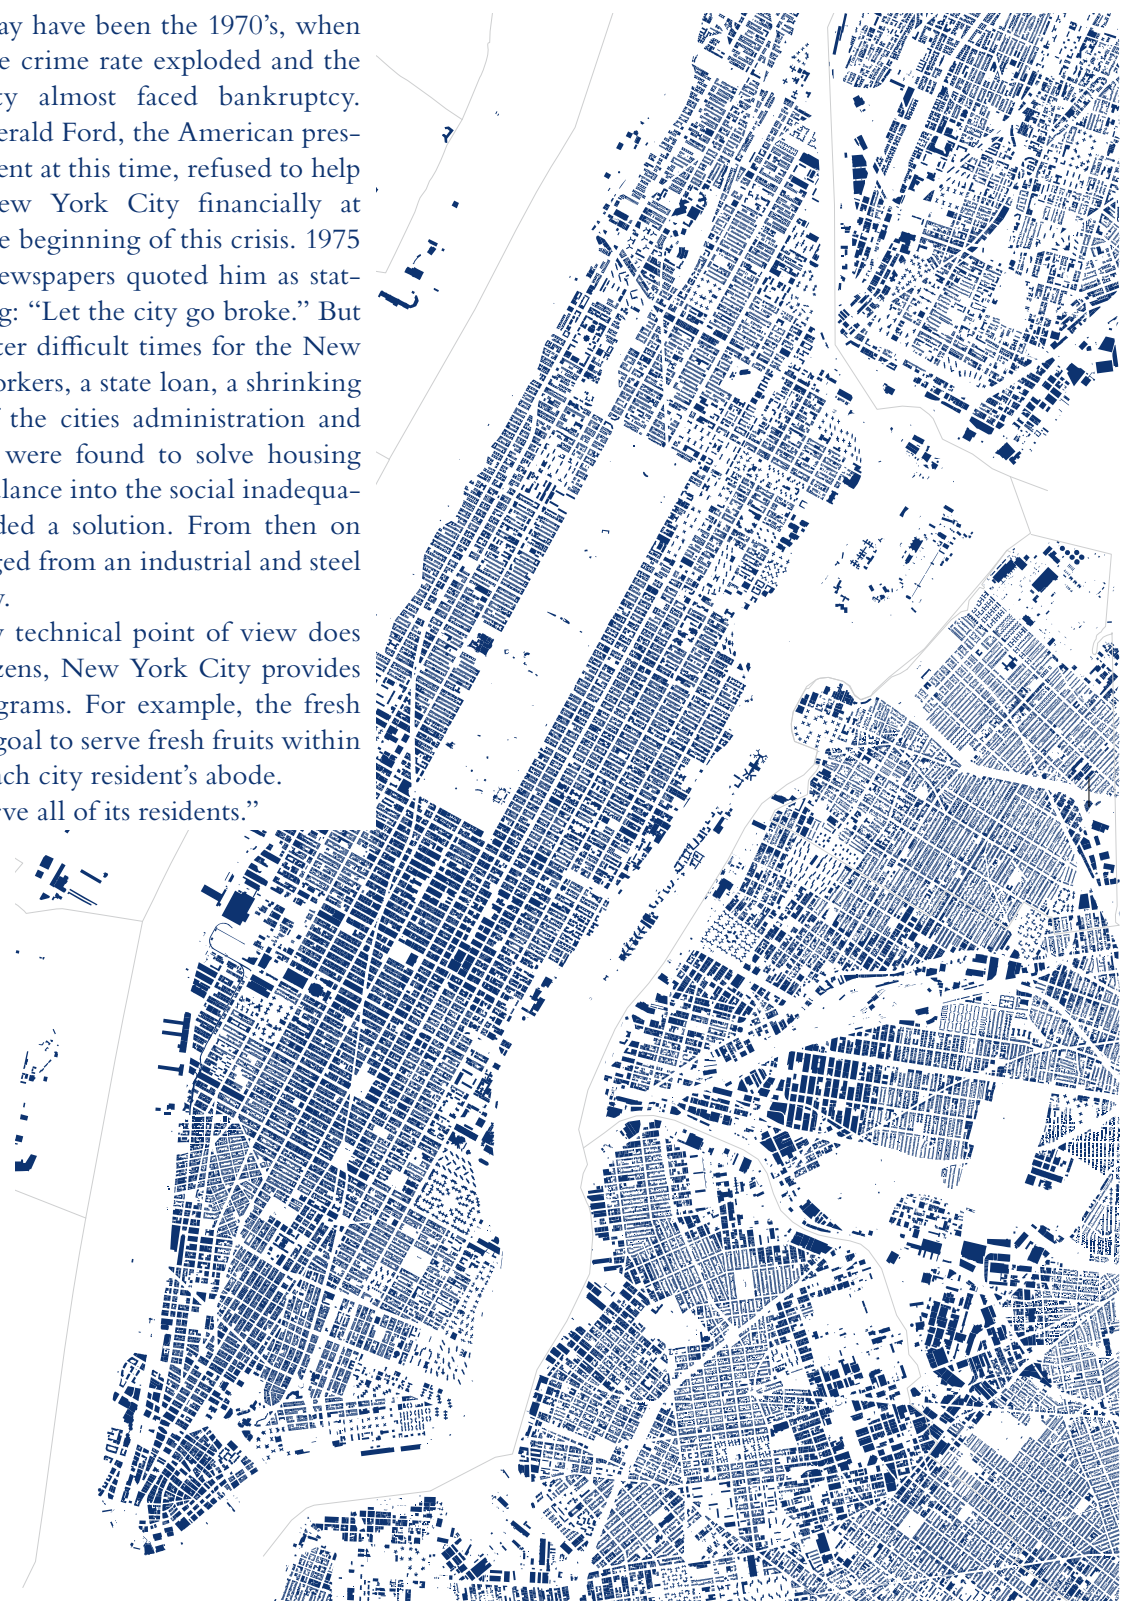 ay have been the 1970’s, when
e crime rate exploded and the
ty almost faced bankruptcy.
erald Ford, the American pres-
ent at this time, refused to help
ew York City financially at
e beginning of this crisis. 1975
ewspapers quoted him as stat-
g: “Let the city go broke.” But
ter difficult times for the New
orkers, a state loan, a shrinking
f the cities administration and
were found to solve housing
lance into the social inadequa-
ded a solution. From then on
ged from an industrial and steel
y.
y technical point of view does
zens, New York City provides
grams. For example, the fresh
goal to serve fresh fruits within
ach city resident’s abode.
rve all of its residents.”